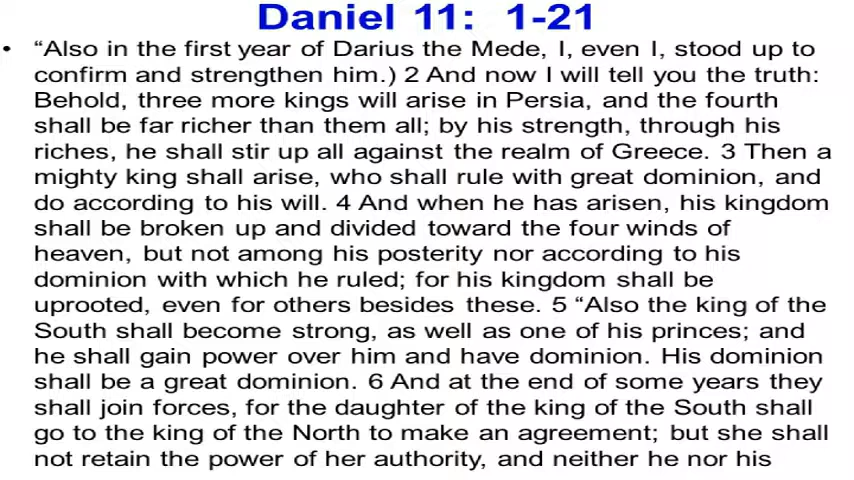 Daniel 11: 1-21
• “Also in the first year of Darius the Mede, I, even I, stood up to
confirm and strengthen him.) 2 And now I will tell you the truth:
Behold, three more kings will arise in Persia, and the fourth
shall be far richer than them all; by his strength, through his
riches, he shall stir up all against the realm of Greece. 3 Then a
mighty king shall arise, who shall rule with great dominion, and
do according to his will. 4 And when he has arisen, his kingdom
shall be broken up and divided toward the four winds of
heaven, but not among his posterity nor according to his
dominion with which he ruled; for his kingdom shall be
uprooted, even for others besides these. 5 “Also the king of the
South shall become strong, as well as one of his princes; and
he shall gain power over him and have dominion. His dominion
shall be a great dominion. 6 And at the end of some years they
shall join forces, for the daughter of the king of the South shall
go to the king of the North to make an agreement; but she shall
not retain the power of her authority, and neither he nor his